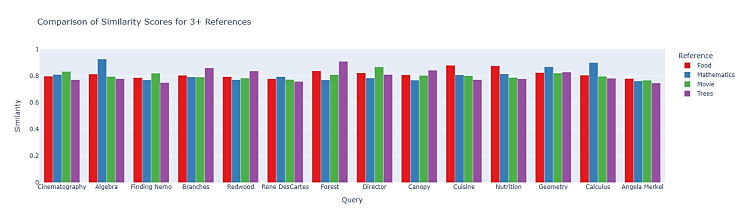 Comparison of Similarity Scores for 3+ References
Reference
Food
Mathematics
Movie
Trees
Similarity
1
0.8
0.6
0.4
0.2
0
Cinematography Algebra Finding Nemo Branches Redwood Rene DesCartes Forest Director Canopy Cuisine Nutrition Geometry Calculus Angela Merkel
Query